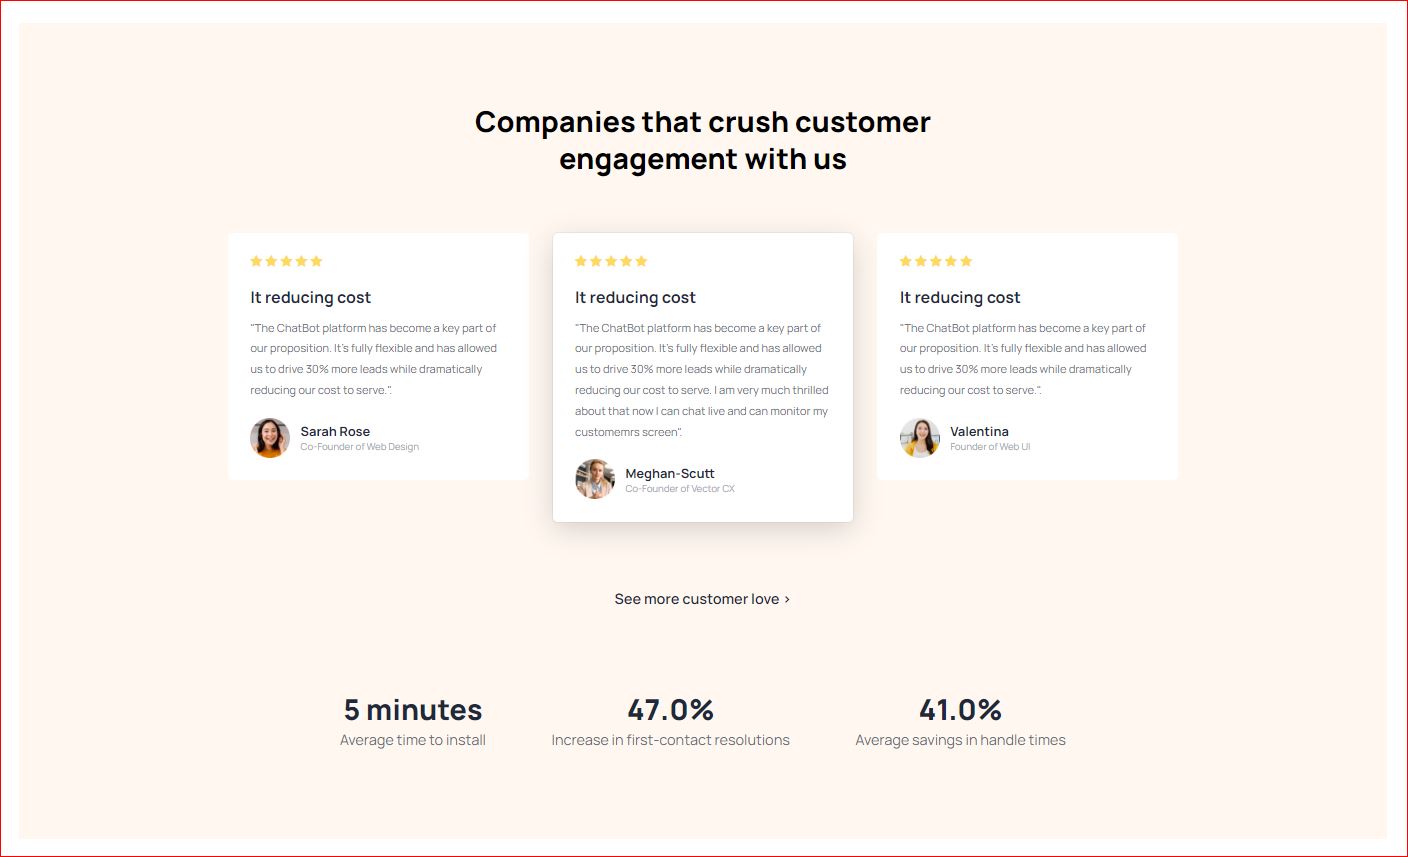 Companies that crush customer
engagement with us
It reducing cost
"The ChatBot platform has become a key part of
our proposition. It's fully flexible and has allowed
us to drive 30% more leads while dramatically
reducing our cost to serve.".
Sarah Rose
Co-Founder of Web Design
It reducing cost
"The ChatBot platform has become a key part of
our proposition. It's fully flexible and has allowed
us to drive 30% more leads while dramatically
reducing our cost to serve. I am very much thrilled
about that now I can chat live and can monitor my
customemrs screen".
Meghan-Scutt
Co-Founder of Vector CX
It reducing cost
"The ChatBot platform has become a key part of
our proposition. It's fully flexible and has allowed
us to drive 30% more leads while dramatically
reducing our cost to serve.".
Valentina
Founder of Web UI
See more customer love >
5 minutes
Average time to install
47.0%
Increase in first-contact resolutions
41.0%
Average savings in handle times